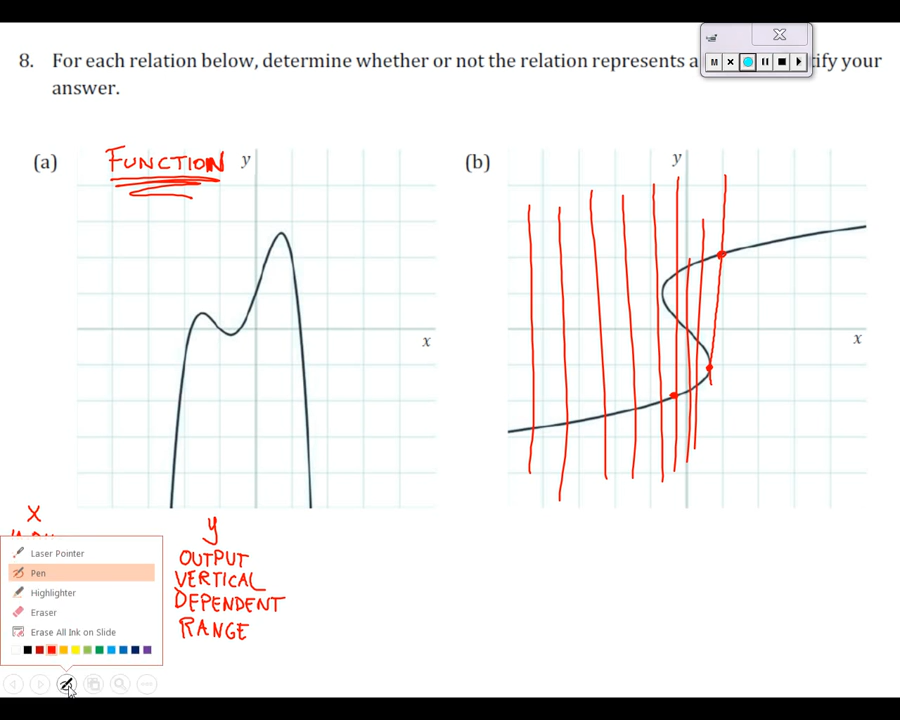 8. For each relation below, determine whether or not the relation represents a
tify your
answer.
(a)
FUNCTION
y
(b)
y
x
x
X
y
OUTPUT
VERTICAL
DEPENDENT
RANGE
Laser Pointer
Pen
Highlighter
Eraser
Erase All Ink on Slide
M